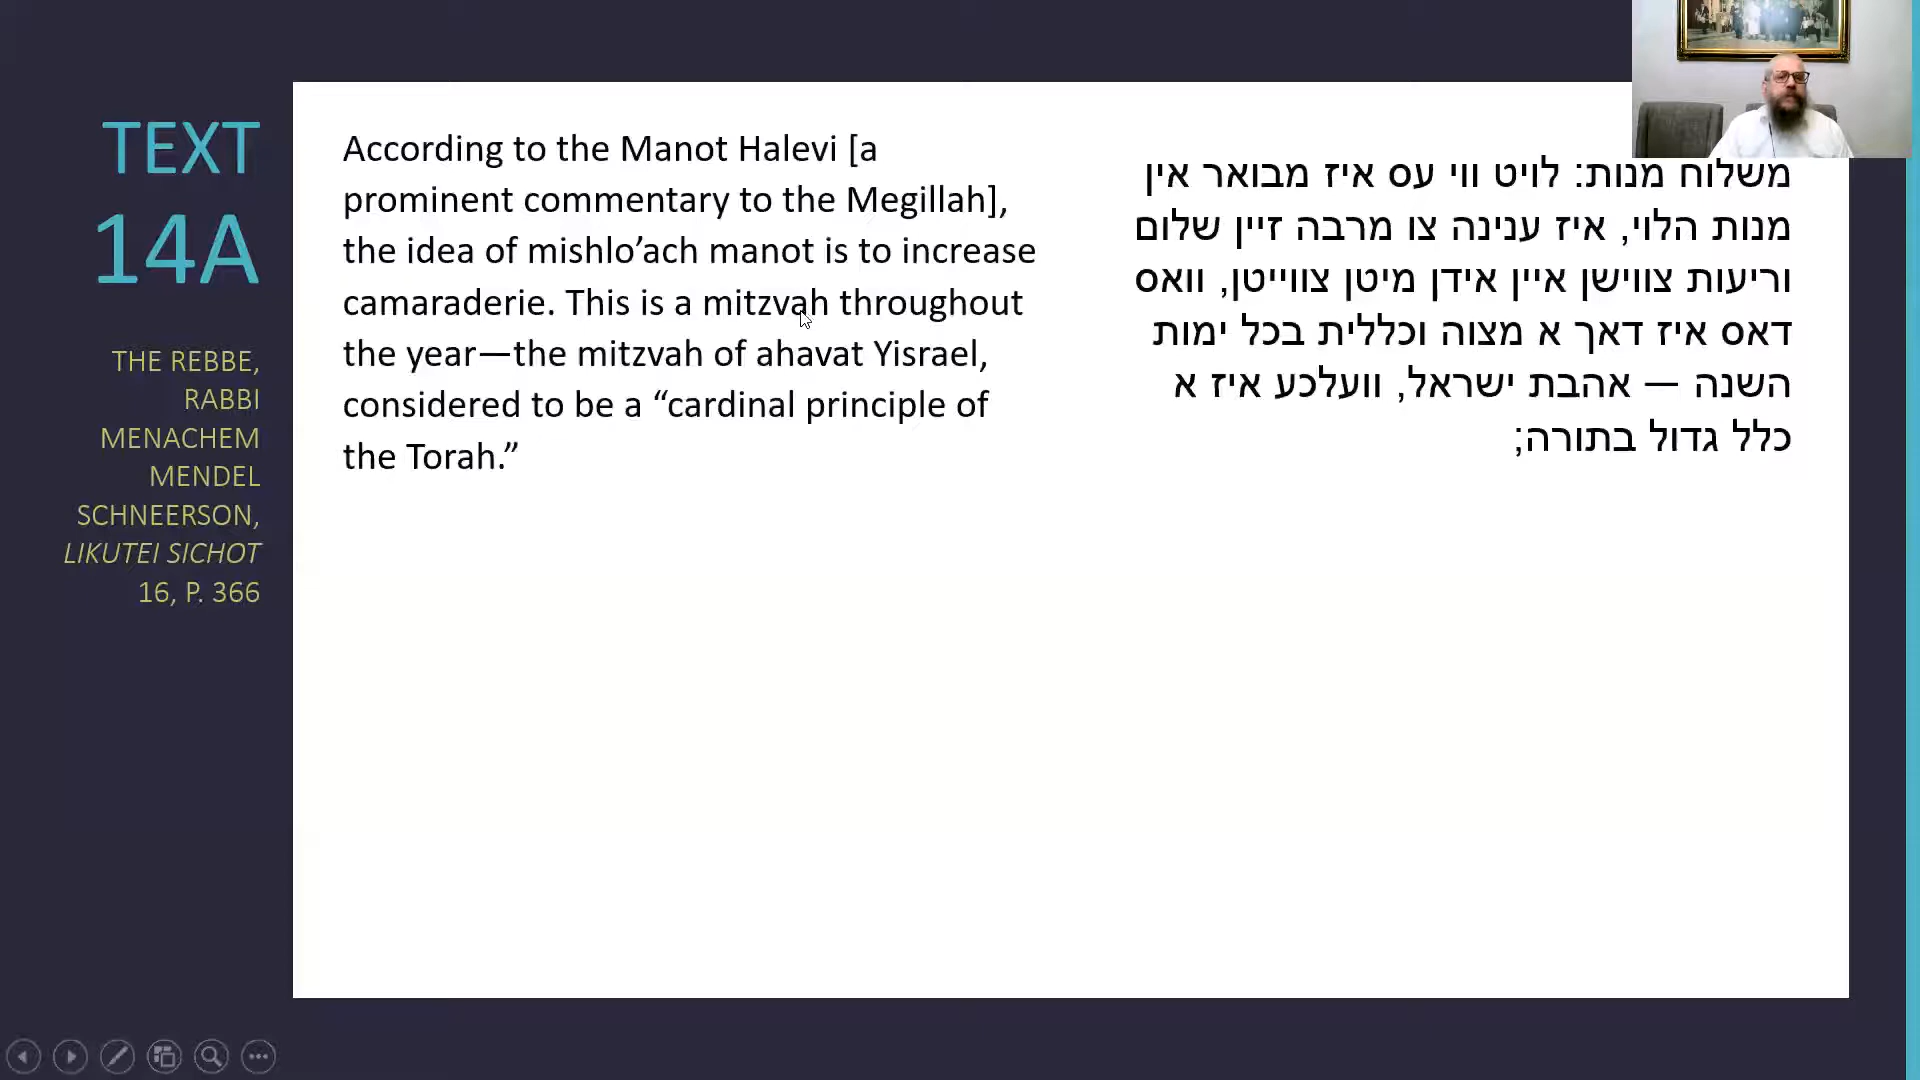 TEXT
14A
THE REBBE,
RABBI
MENACHEM
MENDEL
SCHNEERSON,
LIKUTEI SICHOT
16, P. 366
According to the Manot Halevi [a
prominent commentary to the Megillah],
the idea of mishlo’ach manot is to increase
camaraderie. This is a mitzvah throughout
the year—the mitzvah of ahavat Yisrael,
considered to be a “cardinal principle of
the Torah.”
משלוח מנות: לויט ווי עס איז מבואר אין
מנות הלוי, איז ענינה צו מרבה זיין שלום
וריעות צווישן איין אידן מיטן צווייטן, וואס
דאס איז דאך א מצוה וכללית בכל ימות
השנה — אהבת ישראל, וועלכע איז א
כלל גדול בתורה;